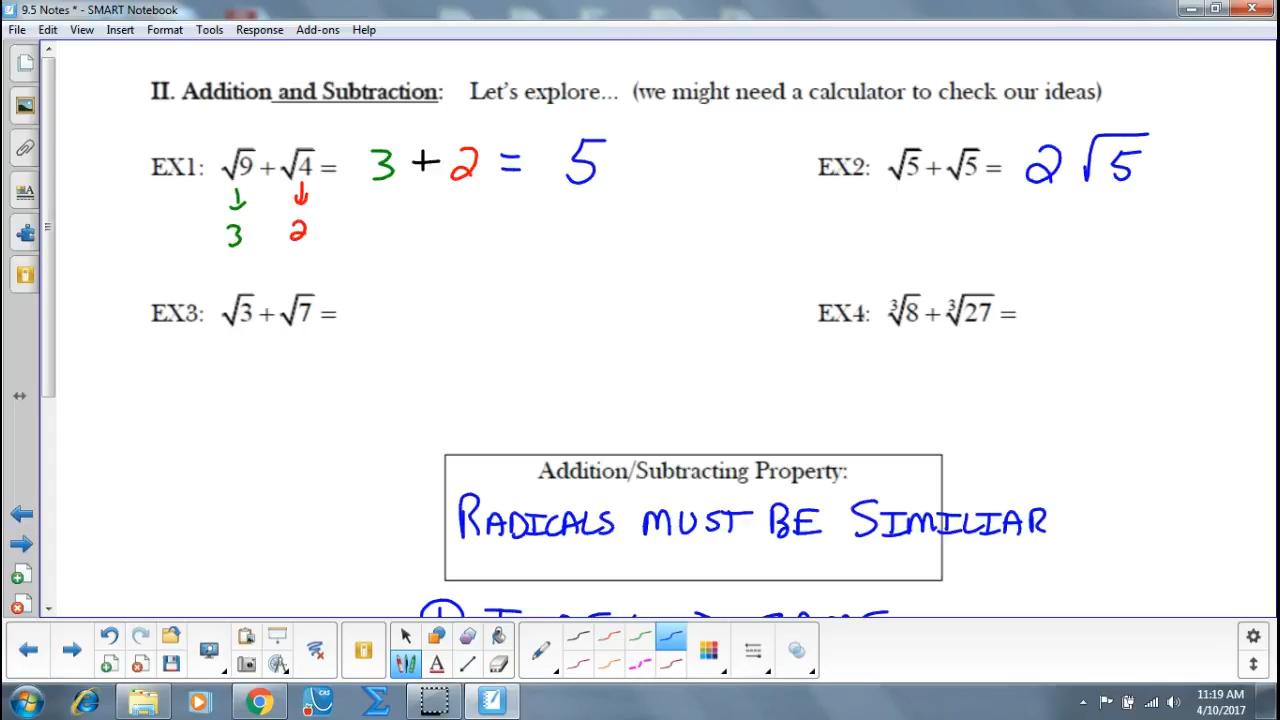 9.5 Notes * - SMART Notebook
File Edit View Insert Format Tools Response Add-ons Help
II. Addition and Subtraction: Let's explore... (we might need a calculator to check our ideas)
EX1: √9 + √4 = 3 + 2 = 5
3 2
EX2: √5 + √5 = 2 √5
EX3: √3 + √7 =
EX4: ∛8 + ∛27 =
Addition/Subtracting Property:
RADICALS MUST BE SIMILIAR
11:19 AM
4/10/2017